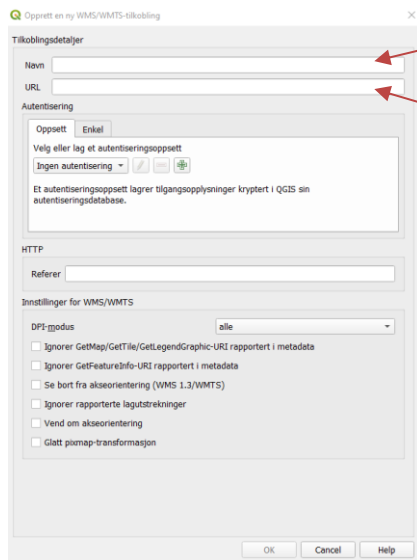 Opprett en ny WMS/WMTS-tilkobling
Tilkoblingsdetaljer
Navn
URL
Autentisering
Oppsett Enkel
Velg eller lag et autentiseringsoppsett
Ingen autentisering
Et autentiseringsoppsett lagrer tilgangsopplysninger kryptert i QGIS sin
autentiseringsdatabase.
HTTP
Referer
Innstillinger for WMS/WMTS
DPI-modus alle
Ignorer GetMap/GetTile/GetLegendGraphic-URI rapportert i metadata
Ignorer GetFeatureInfo-URI rapportert i metadata
Se bort fra akseorientering (WMS 1.3/WMTS)
Ignorer rapporterte lagutstrekninger
Vend om akseorientering
Glatt pixmap-transformasjon
OK Cancel Help